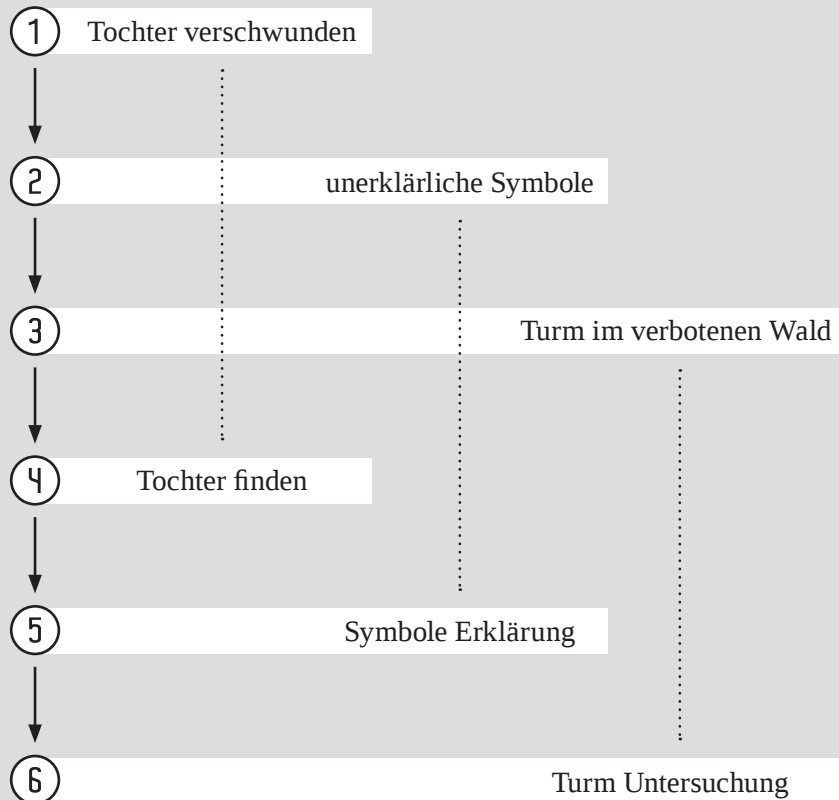 1 Tochter verschwunden
2 unerklärliche Symbole
3 Turm im verbotenen Wald
4 Tochter finden
5 Symbole Erklärung
6 Turm Untersuchung